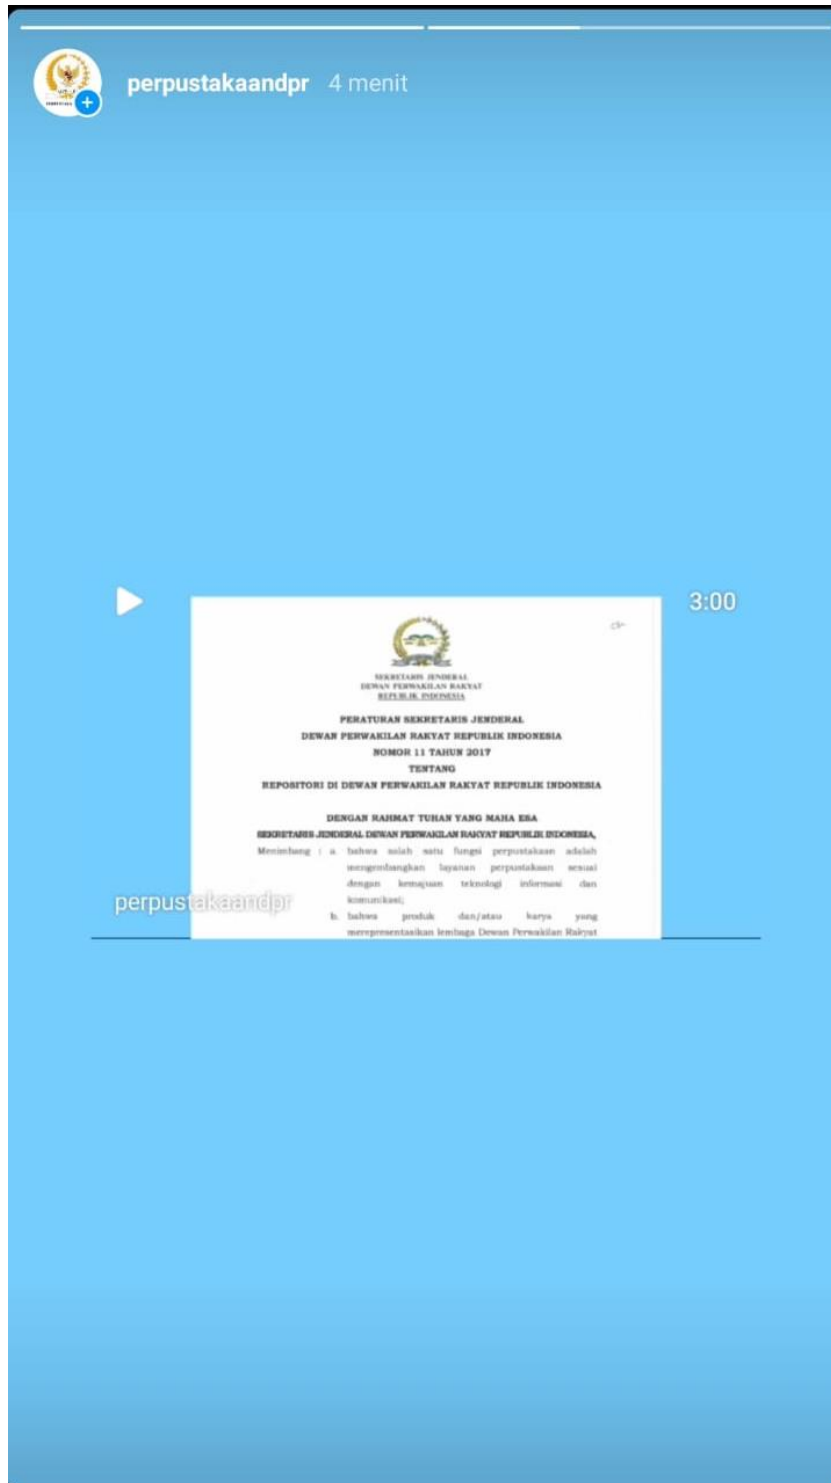 perpustakaandpr 4 menit
3:00
SEKRETARIS JENDERAL
DEWAN PERWAKILAN RAKYAT
REPUBLIK INDONESIA
PERATURAN SEKRETARIS JENDERAL
DEWAN PERWAKILAN RAKYAT REPUBLIK INDONESIA
NOMOR 11 TAHUN 2017
TENTANG
REPOSITORI DI DEWAN PERWAKILAN RAKYAT REPUBLIK INDONESIA
DENGAN RAHMAT TUHAN YANG MAHA ESA
SEKRETARIS JENDERAL DEWAN PERWAKILAN RAKYAT REPUBLIK INDONESIA,
Menimbang : a. bahwa salah satu fungsi perpustakaan adalah
mengembangkan layanan perpustakaan sesuai
dengan kemajuan teknologi informasi dan
komunikasi;
perpustakaandpr
b. bahwa produk dan/atau karya yang
merepresentasikan lembaga Dewan Perwakilan Rakyat